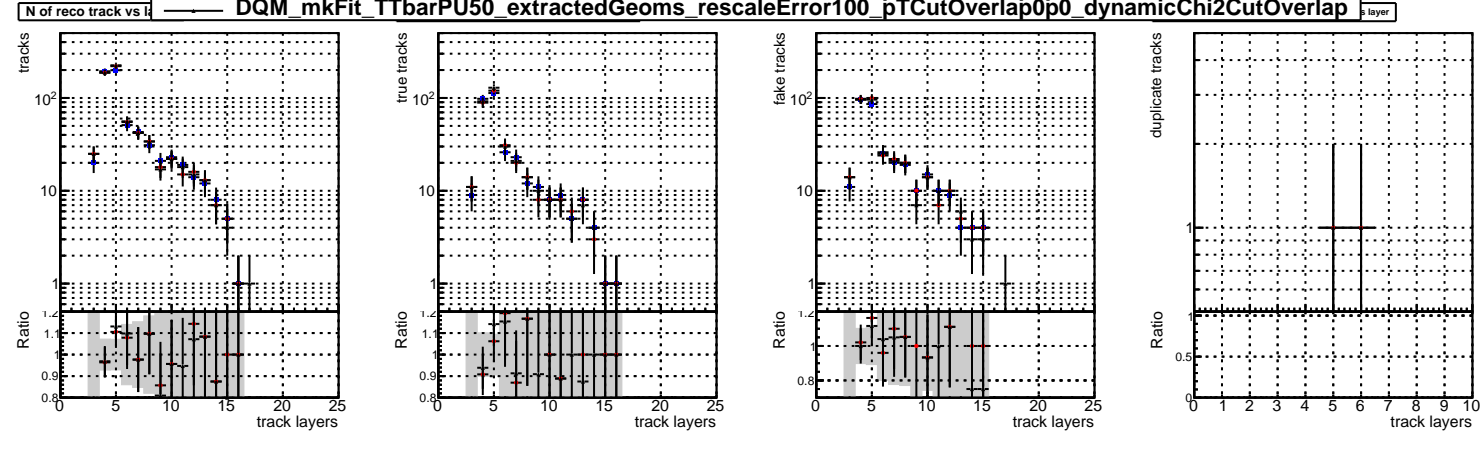 N of reco track vs la
DQM_mkFit_TTbarPU50_extractedGeoms_rescaleError100_pTCutOverlap0p0_dynamicChi2CutOverlap
s layer
tracks
10²
10
1
Ratio
1.2
1.1
1
0.9
0.8
0 5 10 15 20 25
track layers
true tracks
10²
10
1
Ratio
1.2
1.1
1
0.9
0.8
0 5 10 15 20 25
track layers
fake tracks
10²
10
1
Ratio
1.2
1
0.8
0 5 10 15 20 25
track layers
duplicate tracks
1
Ratio
1
0.5
0
0 1 2 3 4 5 6 7 8 9 10
track layers